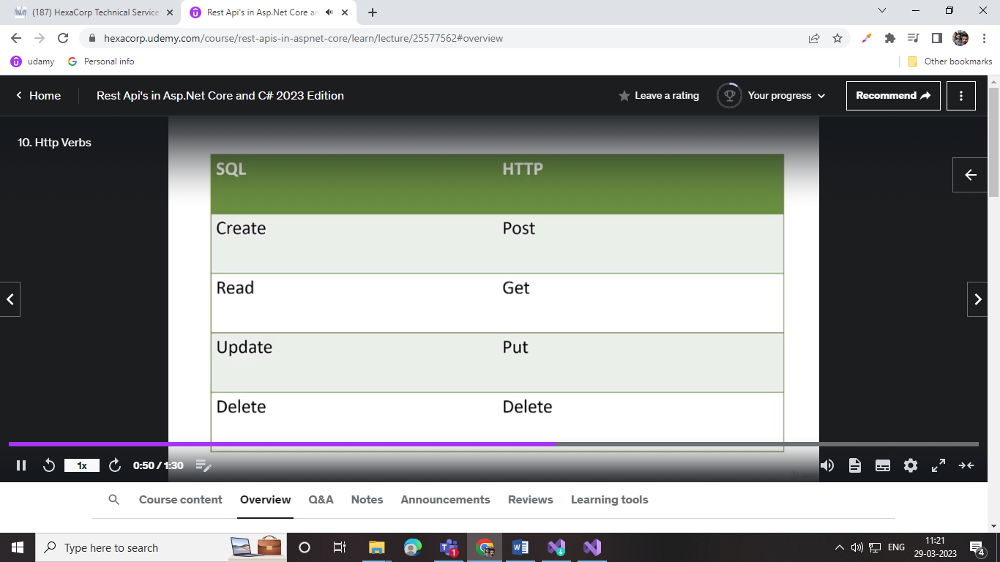 (187) HexaCorp Technical Service
Rest Api's in Asp.Net Core an
hexacorp.udemy.com/course/rest-apis-in-aspnet-core/learn/lecture/25577562#overview
udamy
Personal info
Other bookmarks
Home
Rest Api's in Asp.Net Core and C# 2023 Edition
Leave a rating
Your progress
Recommend
10. Http Verbs
SQL HTTP
Create Post
Read Get
Update Put
Delete Delete
1x
0:50 / 1:30
Course content
Overview
Q&A
Notes
Announcements
Reviews
Learning tools
Type here to search
1
ENG
11:21
29-03-2023
4